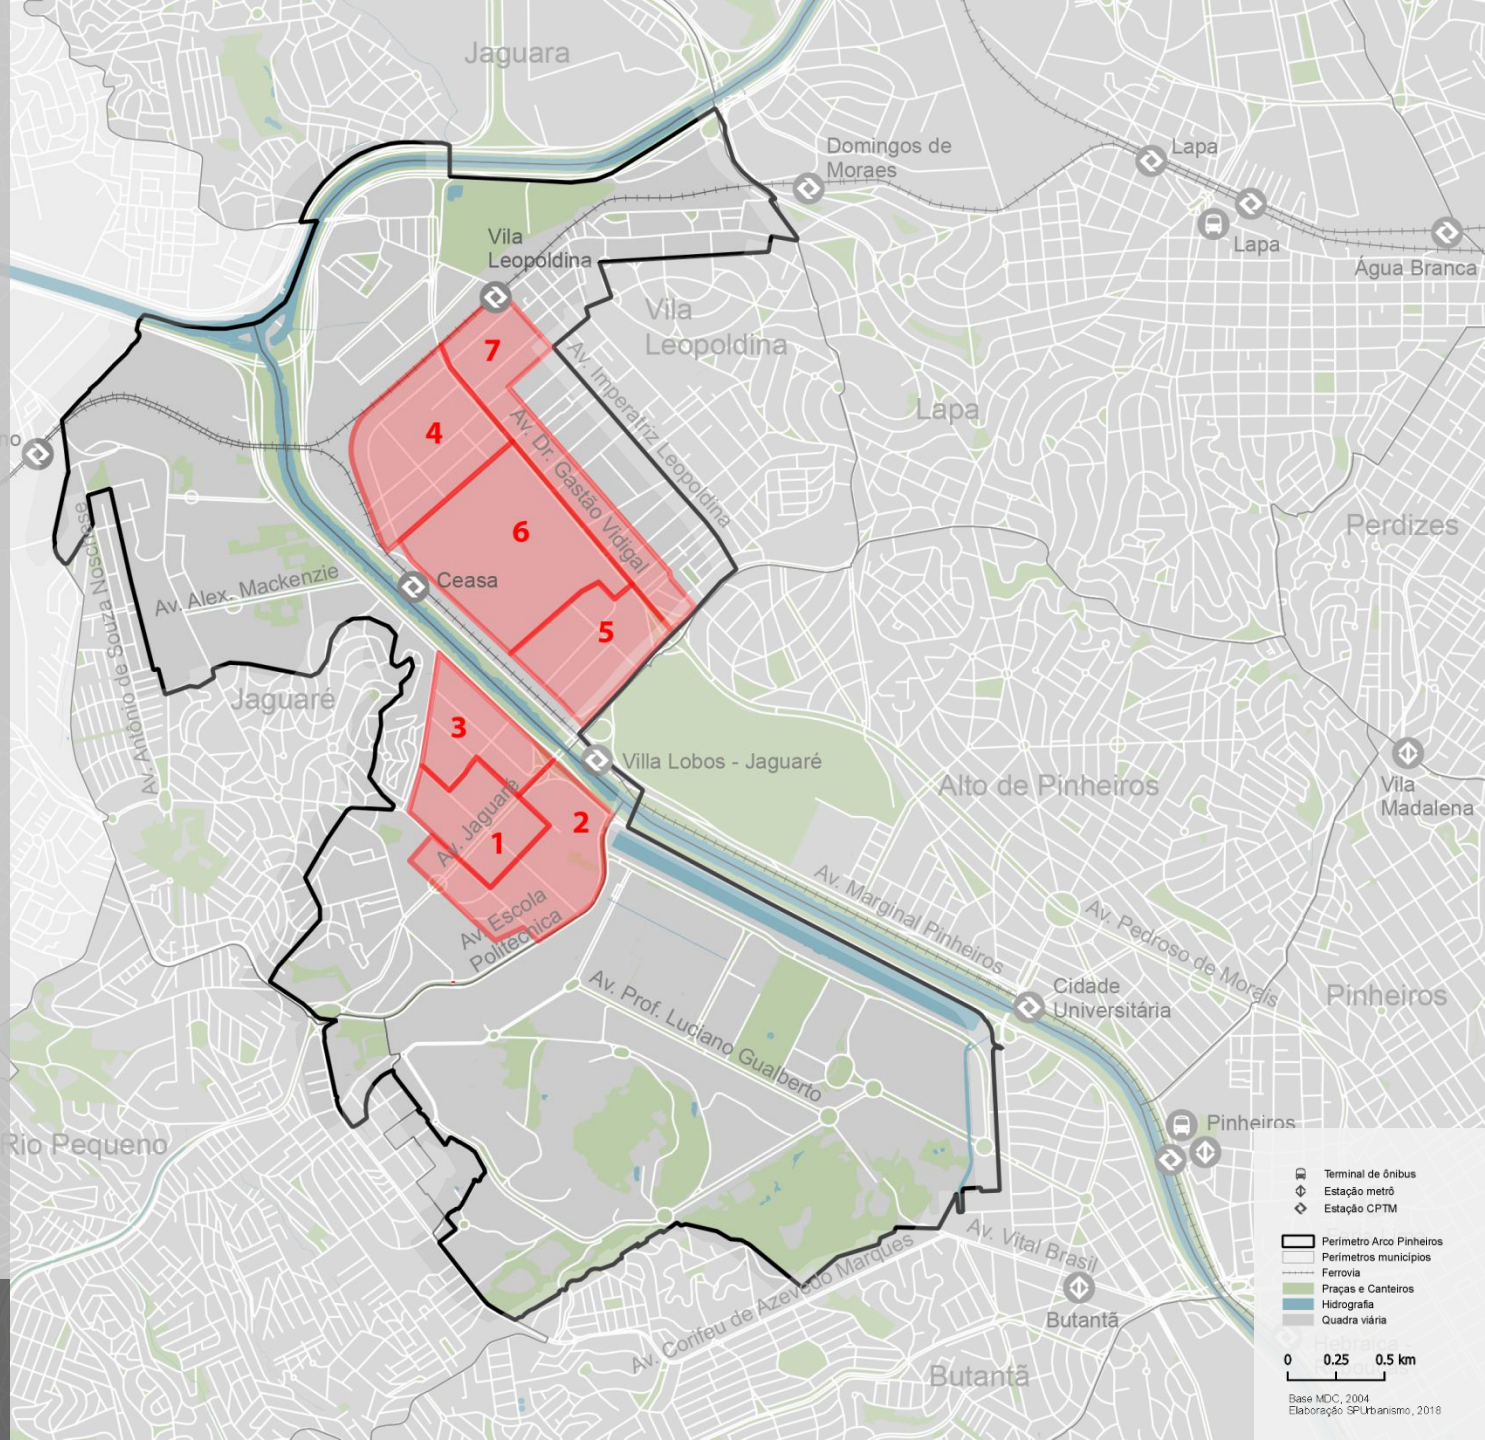 Jaguara
Domingos de
Moraes
Lapa
Lapa
Água Branca
Vila
Leopoldina
Vila
Leopoldina
Av. Imperatriz Leopoldina
Lapa
7
4
Av. Dr. Gastão Vidigal
6
no
Perdizes
Av. Antônio de Souza Noschese
Av. Alex. Mackenzie
Ceasa
5
Jaguaré
3
Villa Lobos - Jaguaré
Alto de Pinheiros
Vila
Madalena
Av. Jaguaré
2
1
Av. Escola
Politécnica
Av. Marginal Pinheiros
Av. Pedroso de Morais
Cidade
Universitária
Pinheiros
Av. Prof. Luciano Gualberto
Rio Pequeno
Pinheiros
Av. Vital Brasil
Av. Corifeu de Azevedo Marques
Butantã
Butantã
Terminal de ônibus
Estação metrô
Estação CPTM
Perímetro Arco Pinheiros
Perímetros municípios
Ferrovia
Praças e Canteiros
Hidrografia
Quadra viária
Hebraica
0 0.25 0.5 km
Base MDC, 2004
Elaboração SPUrbanismo, 2018